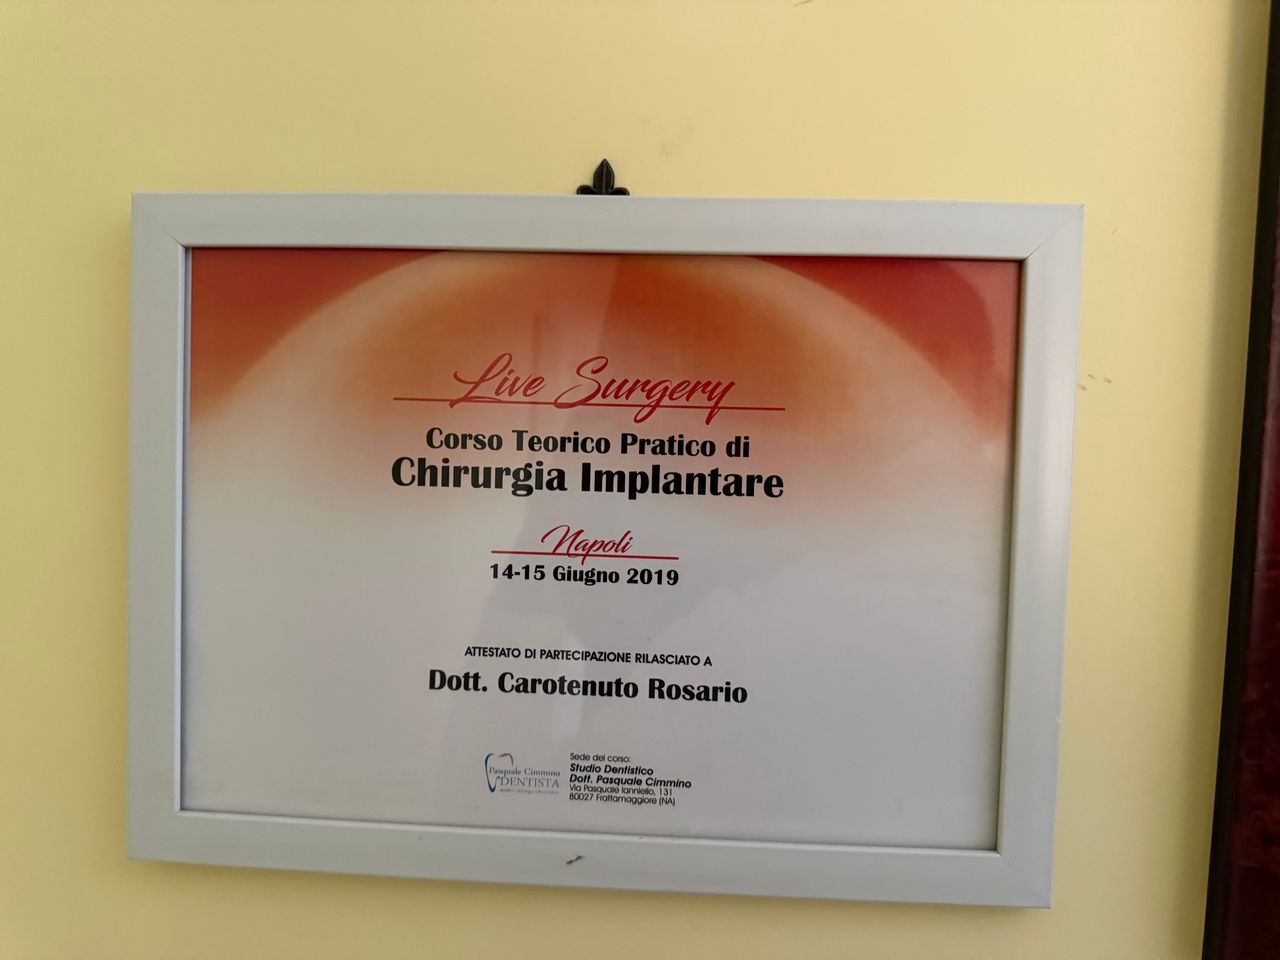 Live Surgery
Corso Teorico Pratico di
Chirurgia Implantare
Napoli
14-15 Giugno 2019
ATTESTATO DI PARTECIPAZIONE RILASCIATO A
Dott. Carotenuto Rosario
Pasquale Cimmino
DENTISTA
Sede del corso:
Studio Dentistico
Dott. Pasquale Cimmino
Via Pasquale Ianniello, 131
80027 Frattamaggiore (NA)